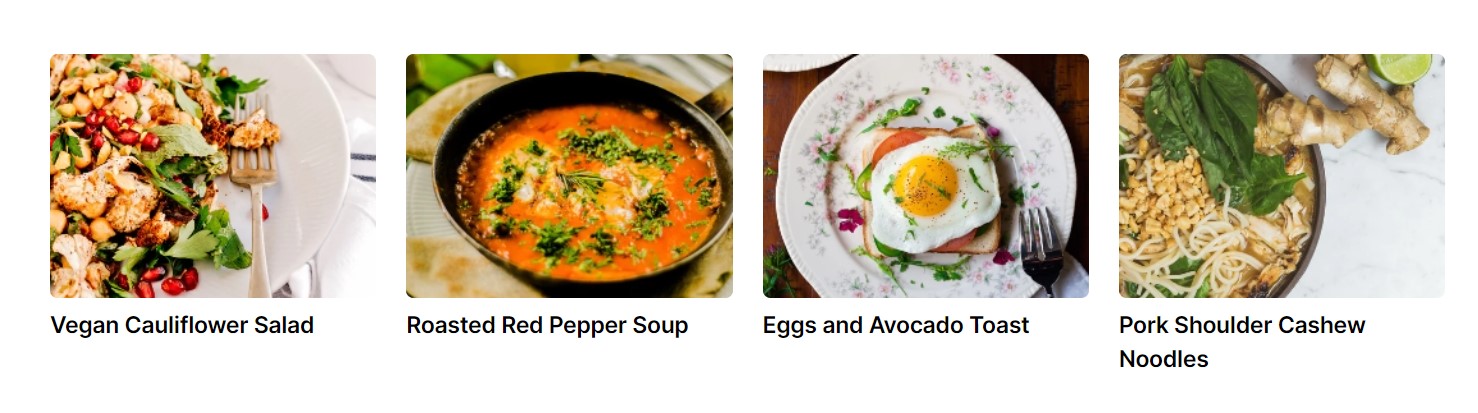 Vegan Cauliflower Salad
Roasted Red Pepper Soup
Eggs and Avocado Toast
Pork Shoulder Cashew
Noodles